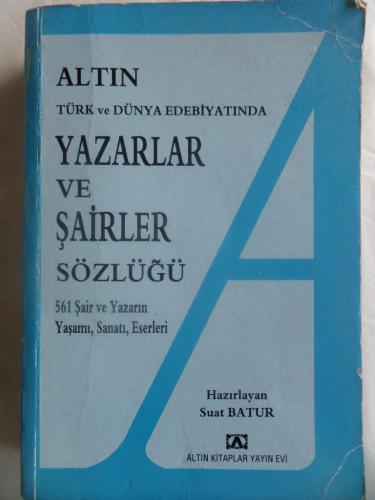 ALTIN
TÜRK ve DÜNYA EDEBİYATINDA
YAZARLAR
VE
ŞAİRLER
SÖZLÜĞÜ
561 Şair ve Yazarın
Yaşamı, Sanatı, Eserleri
Hazırlayan
Suat BATUR
ALTIN KİTAPLAR YAYIN EVİ